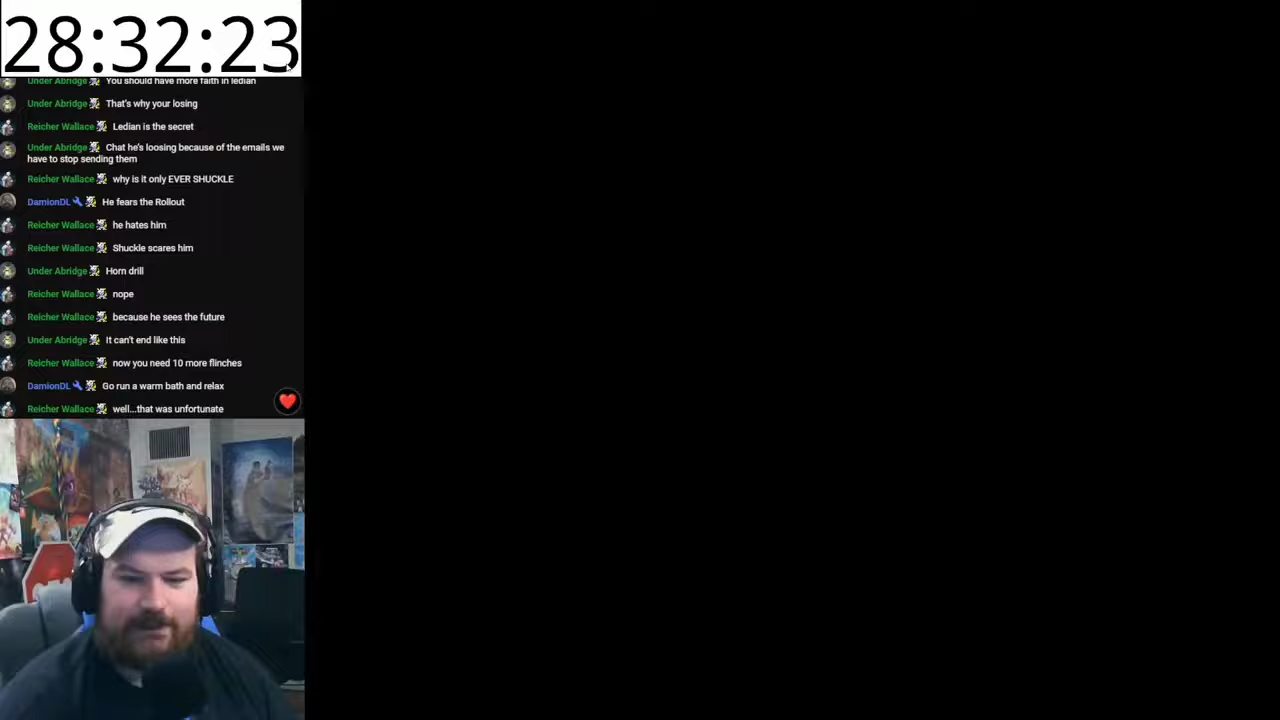 28:32:23
Under Abridge You should have more faith in ledian
Under Abridge That's why your losing
Reicher Wallace Ledian is the secret
Under Abridge Chat he's loosing because of the emails we
have to stop sending them
Reicher Wallace why is it only EVER SHUCKLE
DamionDL He fears the Rollout
Reicher Wallace he hates him
Reicher Wallace Shuckle scares him
Under Abridge Horn drill
Reicher Wallace nope
Reicher Wallace because he sees the future
Under Abridge It can't end like this
Reicher Wallace now you need 10 more flinches
DamionDL Go run a warm bath and relax
Reicher Wallace well...that was unfortunate